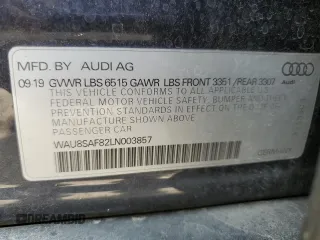 MFD. BY AUDI AG
09 19 GVWR LBS 6515 GAWR LBS FRONT 3351 /REAR 3307
THIS VEHICLE CONFORMS TO ALL APPLICABLE
FEDERAL MOTOR VEHICLE SAFETY, BUMPER AND THEFT
PREVENTION STANDARDS IN EFFECT ON THE
DATE OF MANUFACTURE SHOWN ABOVE.
PASSENGER CAR
WAU8SAF82LN003857
Audi